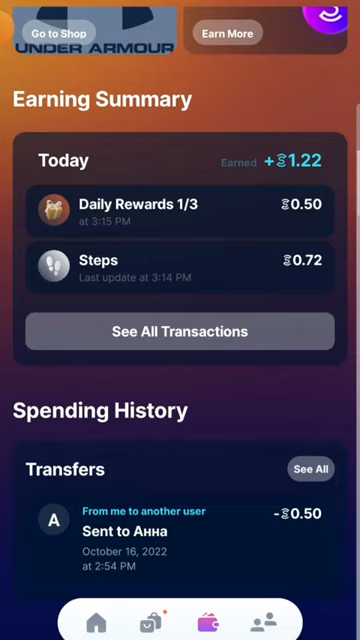 Go to Shop
UNDER ARMOUR
Earn More
Earning Summary
Today
Earned +1.22
Daily Rewards 1/3
0.50
at 3:15 PM
Steps
0.72
Last update at 3:14 PM
See All Transactions
Spending History
Transfers
See All
A
From me to another user
-0.50
Sent to Анна
October 16, 2022
at 2:54 PM